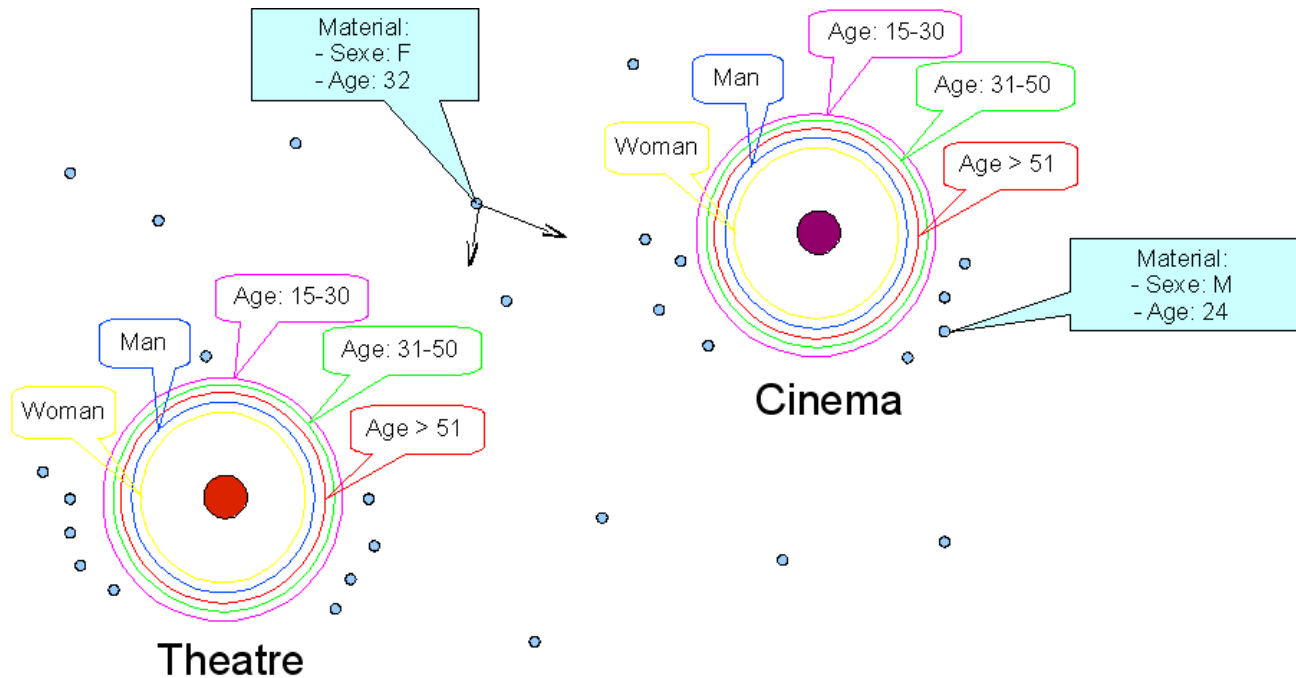 Material:
- Sexe: F
- Age: 32
Age: 15-30
Man
Age: 31-50
Woman
Age > 51
Material:
- Sexe: M
- Age: 24
Cinema
Age: 15-30
Man
Age: 31-50
Woman
Age > 51
Theatre